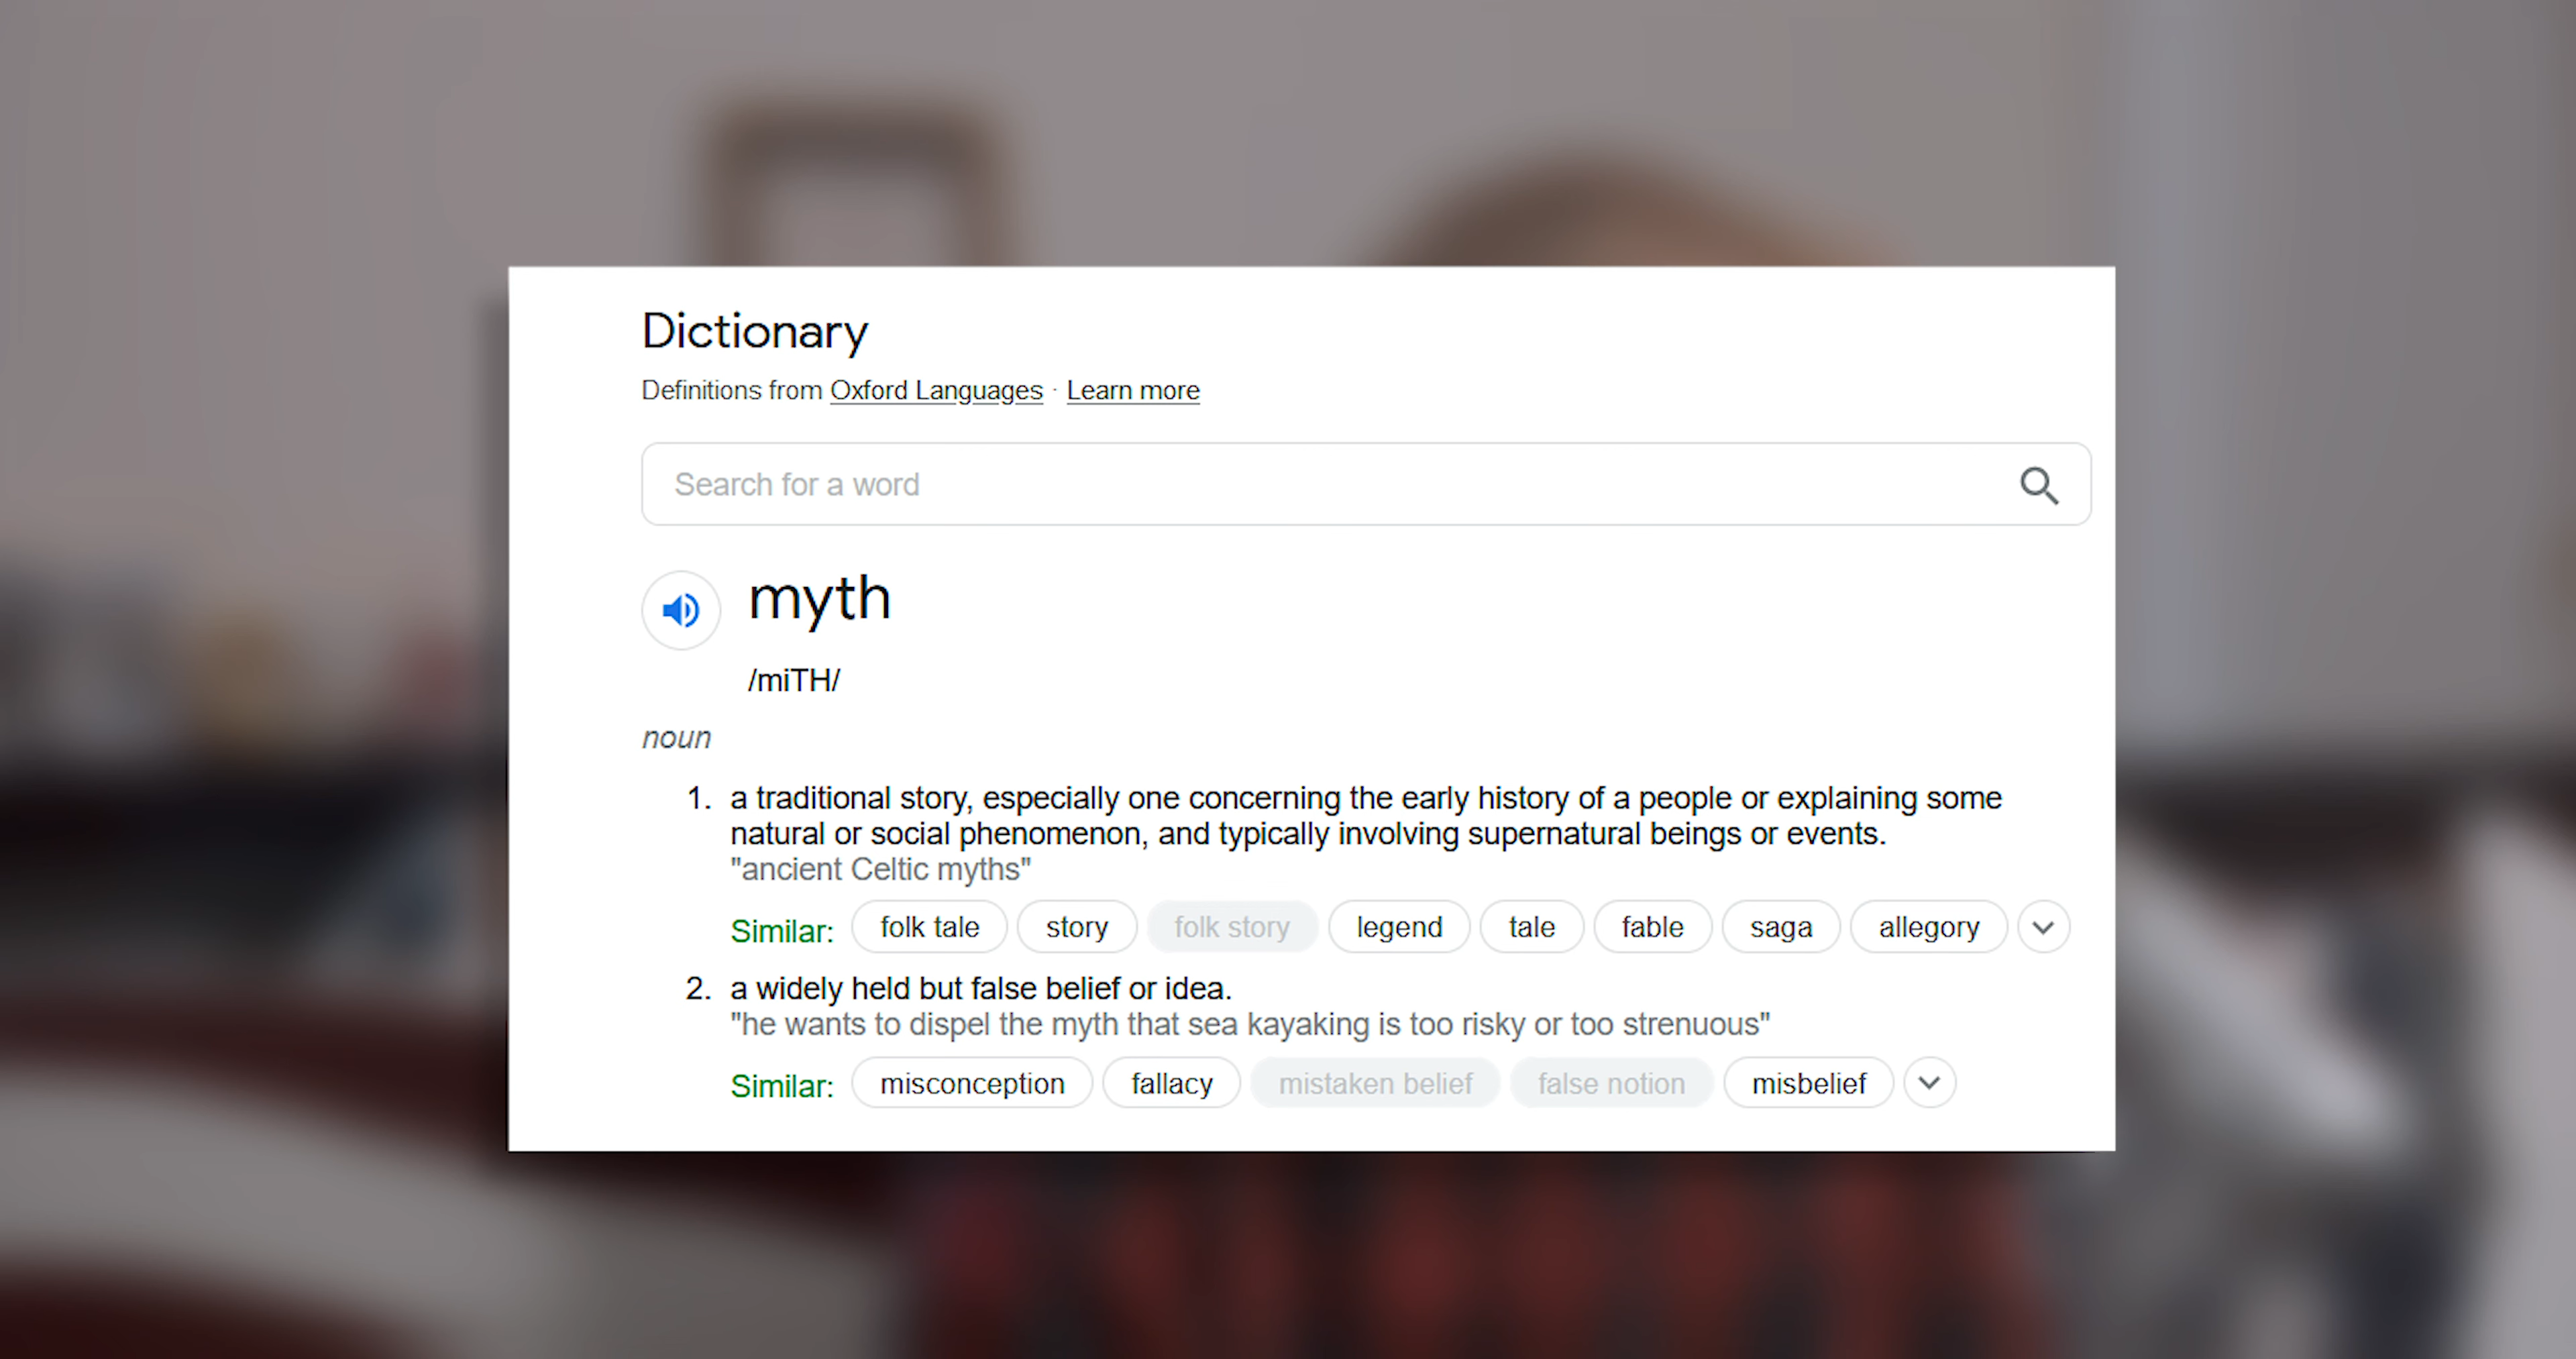 Dictionary
Definitions from Oxford Languages · Learn more
Search for a word
myth
/miTH/
noun
1. a traditional story, especially one concerning the early history of a people or explaining some
natural or social phenomenon, and typically involving supernatural beings or events.
"ancient Celtic myths"
Similar: folk tale story folk story legend tale fable saga allegory
2. a widely held but false belief or idea.
"he wants to dispel the myth that sea kayaking is too risky or too strenuous"
Similar: misconception fallacy mistaken belief false notion misbelief